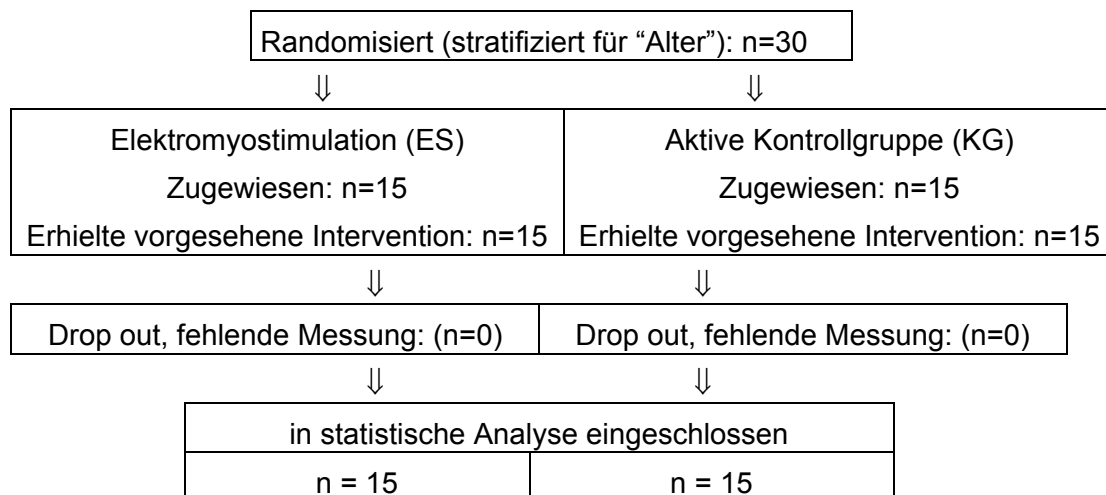 Randomisiert (stratifiziert für “Alter”): n=30
⇓ ⇓
Elektromyostimulation (ES)
Zugewiesen: n=15
Erhielte vorgesehene Intervention: n=15
Aktive Kontrollgruppe (KG)
Zugewiesen: n=15
Erhielte vorgesehene Intervention: n=15
⇓ ⇓
Drop out, fehlende Messung: (n=0)
Drop out, fehlende Messung: (n=0)
⇓ ⇓
in statistische Analyse eingeschlossen
n = 15
n = 15